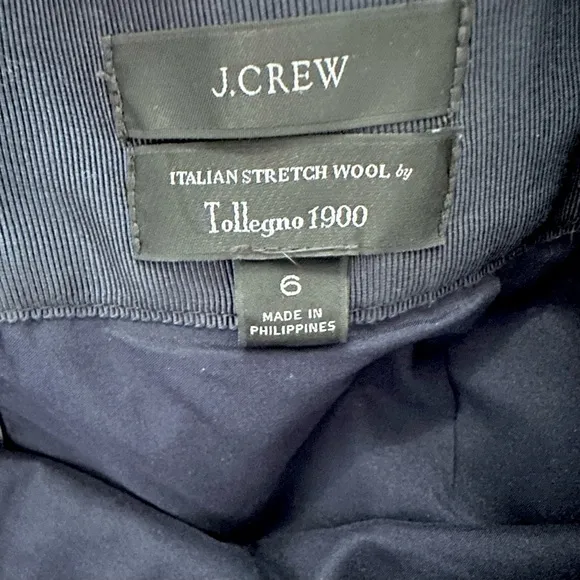 J.CREW
ITALIAN STRETCH WOOL by
Tollegno 1900
6
MADE IN
PHILIPPINES